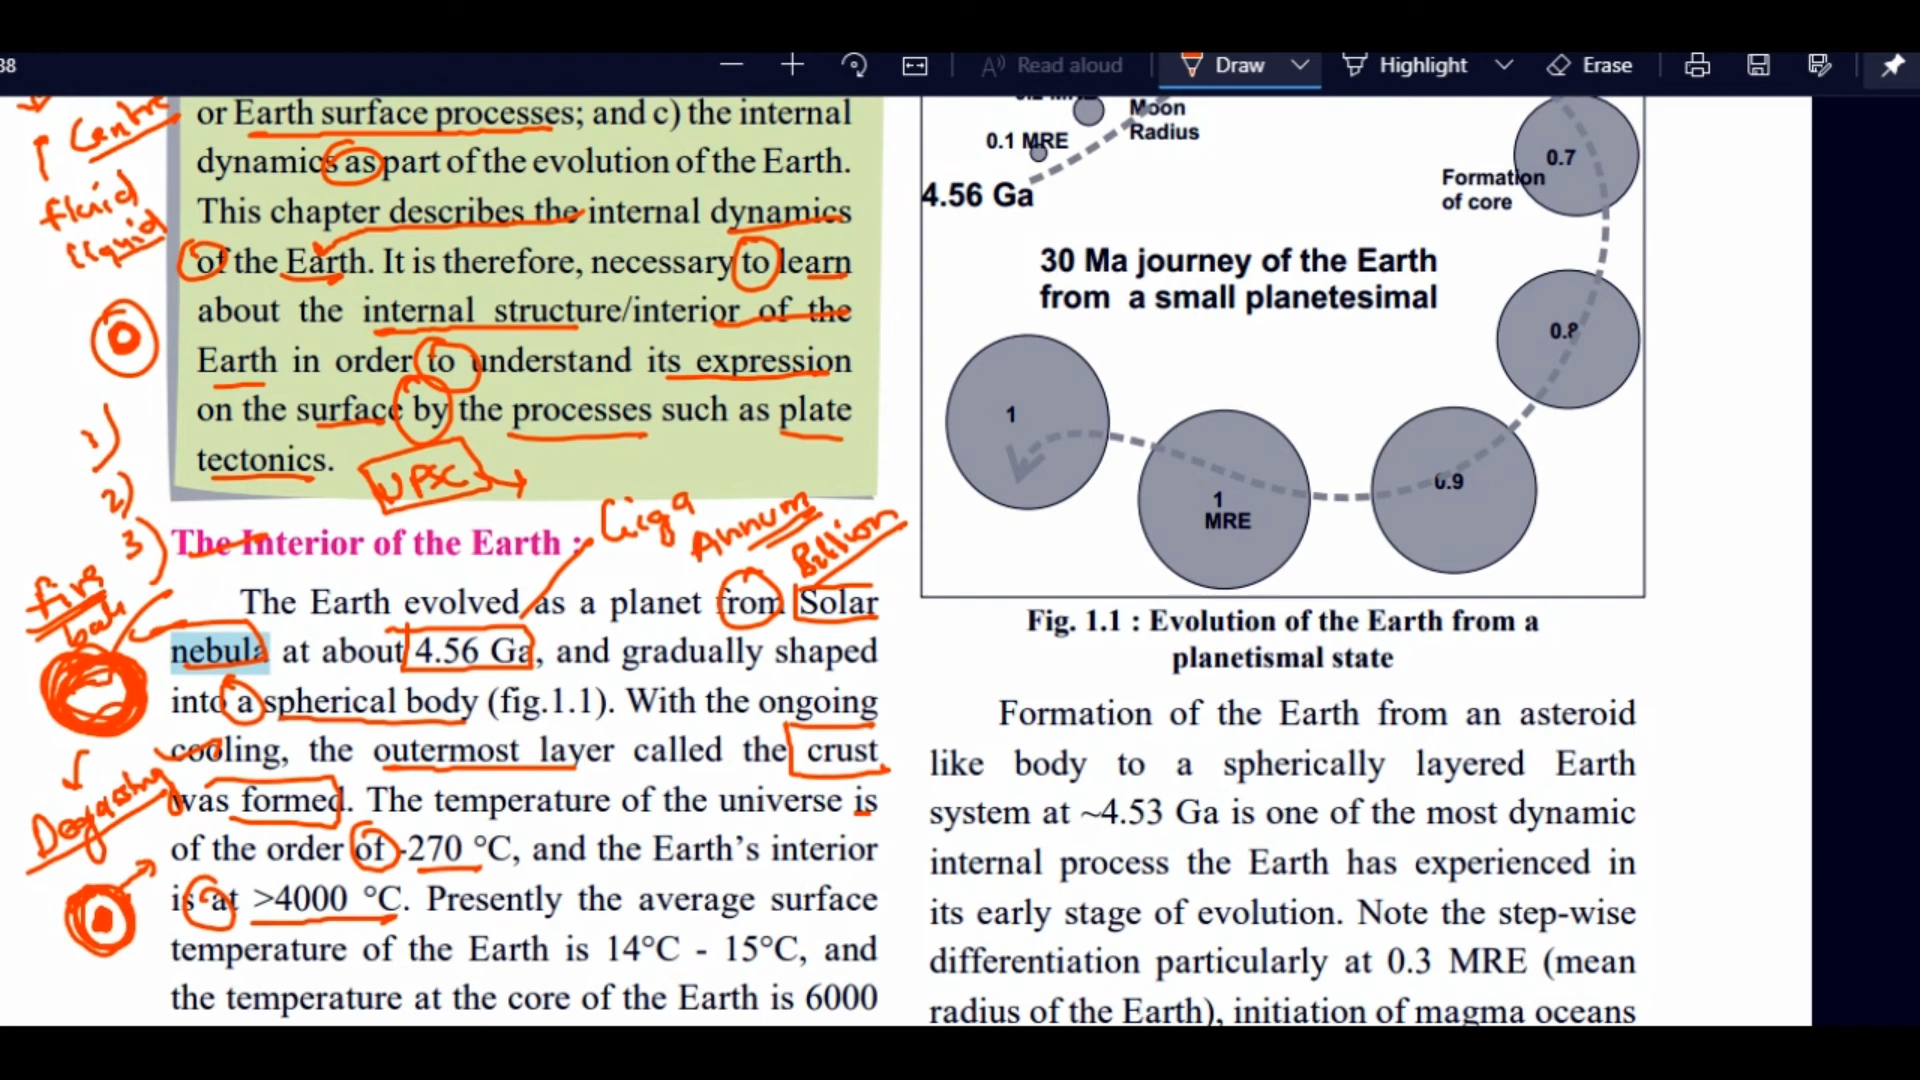 38
Read aloud
Draw
Highlight
Erase
Centre
fluid
liquid
or Earth surface processes; and c) the internal
dynamics as part of the evolution of the Earth.
This chapter describes the internal dynamics
of the Earth. It is therefore, necessary to learn
about the internal structure/interior of the
Earth in order to understand its expression
on the surface by the processes such as plate
tectonics.
UPSC
1)
2)
3)
Giga Annum
Billion
The Interior of the Earth :
fire
ball
The Earth evolved as a planet from Solar
nebula at about 4.56 Ga, and gradually shaped
into a spherical body (fig.1.1). With the ongoing
cooling, the outermost layer called the crust
was formed. The temperature of the universe is
of the order of -270 °C, and the Earth's interior
is at >4000 °C. Presently the average surface
temperature of the Earth is 14°C - 15°C, and
the temperature at the core of the Earth is 6000
Degassing
Moon
Radius
0.1 MRE
4.56 Ga
0.7
Formation
of core
30 Ma journey of the Earth
from a small planetesimal
0.8
1
1
MRE
0.9
Fig. 1.1 : Evolution of the Earth from a
planetismal state
Formation of the Earth from an asteroid
like body to a spherically layered Earth
system at ~4.53 Ga is one of the most dynamic
internal process the Earth has experienced in
its early stage of evolution. Note the step-wise
differentiation particularly at 0.3 MRE (mean
radius of the Earth), initiation of magma oceans